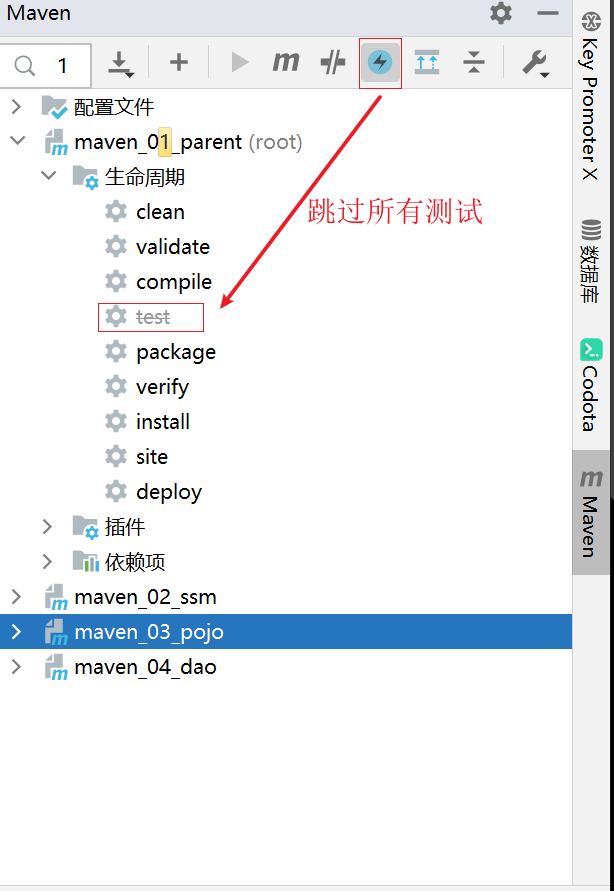 Maven
1
m
配置文件
maven_01_parent (root)
生命周期
clean
跳过所有测试
validate
compile
test
package
verify
install
site
deploy
插件
依赖项
maven_02_ssm
maven_03_pojo
maven_04_dao
Key Promoter X
数据库
Codota
m Maven